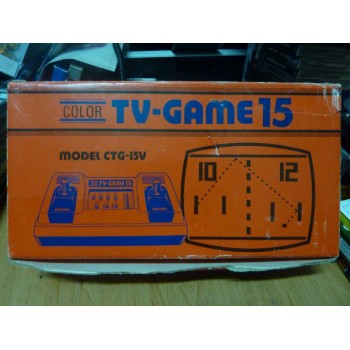 COLOR TV-GAME 15
MODEL CTG-15V
TV-GAME-15
10 12